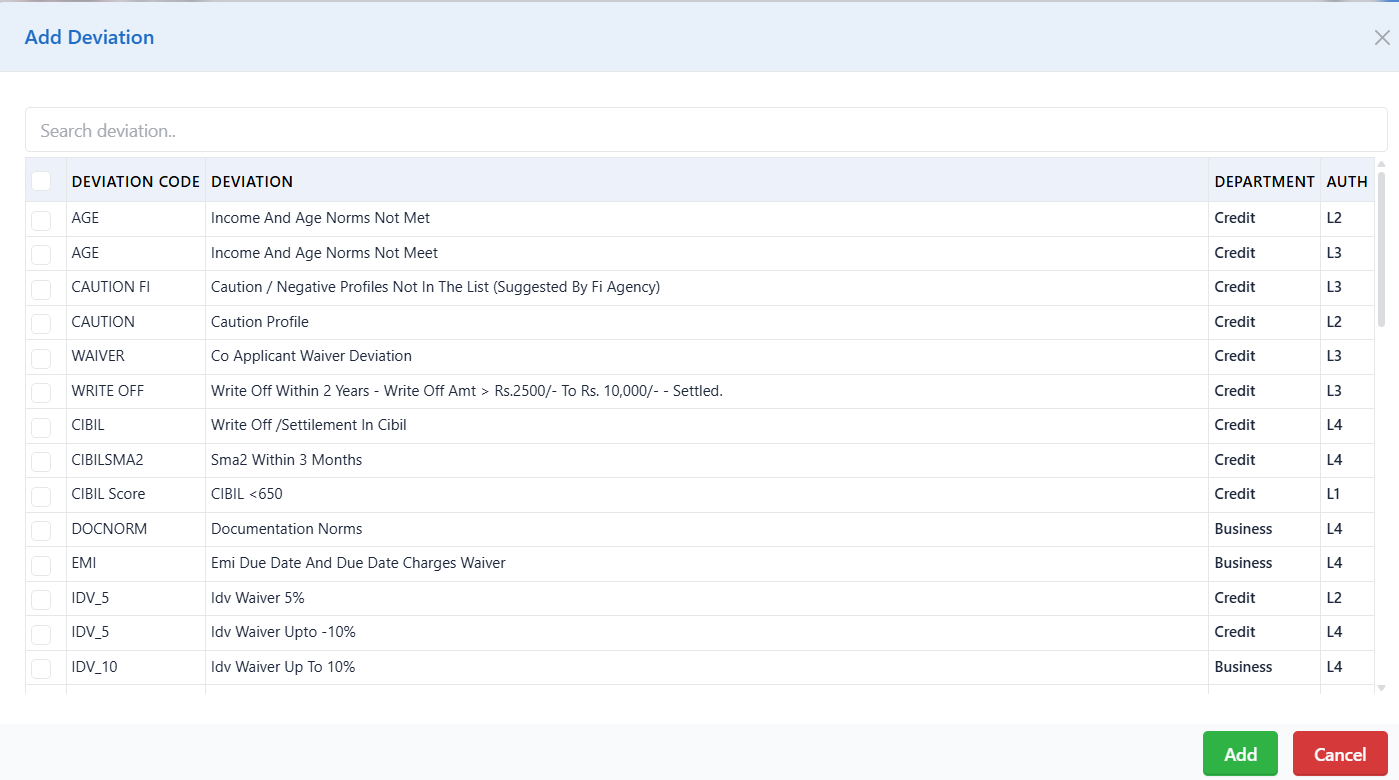 Add Deviation
Search deviation..
DEVIATION CODE DEVIATION DEPARTMENT AUTH
AGE Income And Age Norms Not Met Credit L2
AGE Income And Age Norms Not Meet Credit L3
CAUTION FI Caution / Negative Profiles Not In The List (Suggested By Fi Agency) Credit L3
CAUTION Caution Profile Credit L2
WAIVER Co Applicant Waiver Deviation Credit L3
WRITE OFF Write Off Within 2 Years - Write Off Amt > Rs.2500/- To Rs. 10,000/- - Settled. Credit L3
CIBIL Write Off /Settilement In Cibil Credit L4
CIBILSMA2 Sma2 Within 3 Months Credit L4
CIBIL Score CIBIL <650 Credit L1
DOCNORM Documentation Norms Business L4
EMI Emi Due Date And Due Date Charges Waiver Business L4
IDV_5 Idv Waiver 5% Credit L2
IDV_5 Idv Waiver Upto -10% Credit L4
IDV_10 Idv Waiver Up To 10% Business L4
Add Cancel